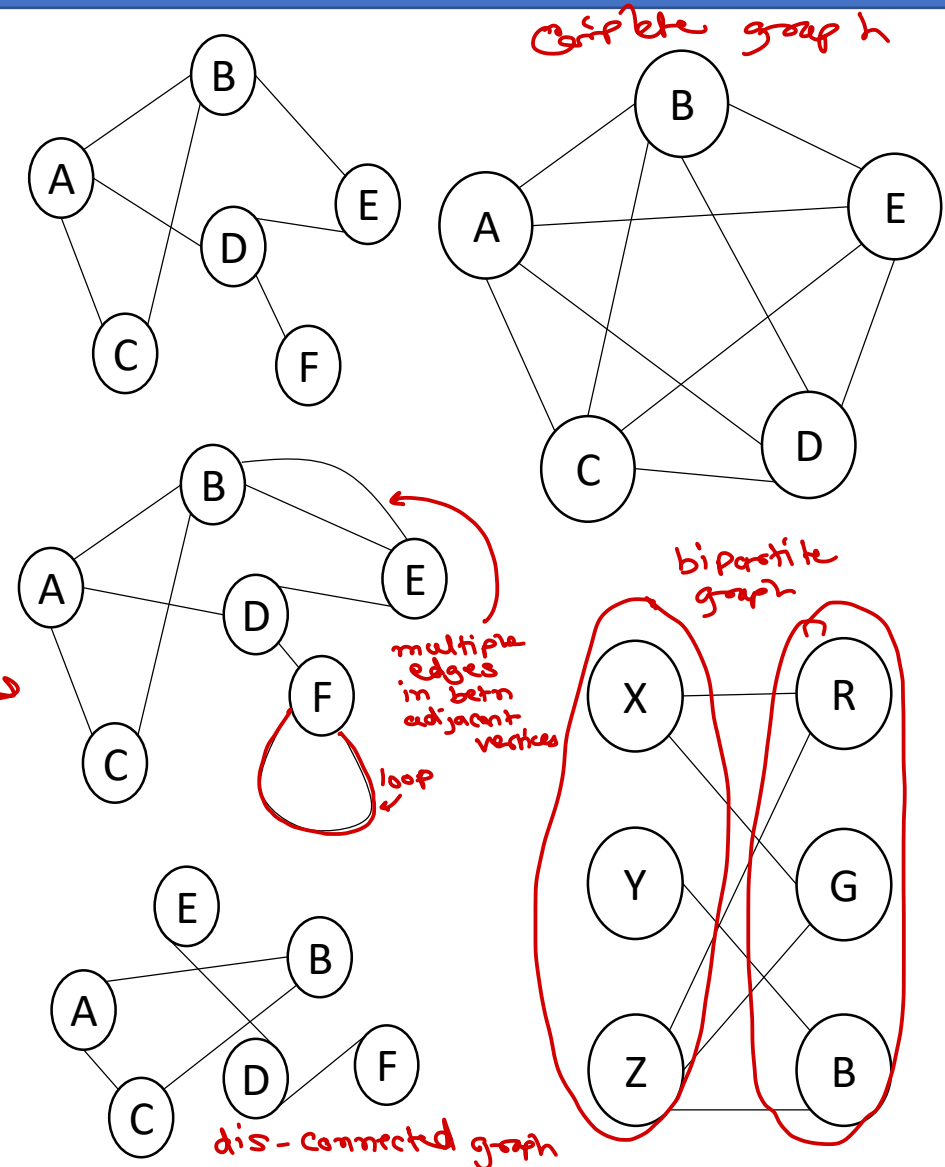 B
A
E
D
C
F
Complete graph
B
A
E
C
D
B
A
E
D
F
C
multiple
edges
in betn
adjacent
vertices
loop
bipartite
graph
X
R
Y
G
Z
B
E
B
A
D
F
C
dis-connected graph